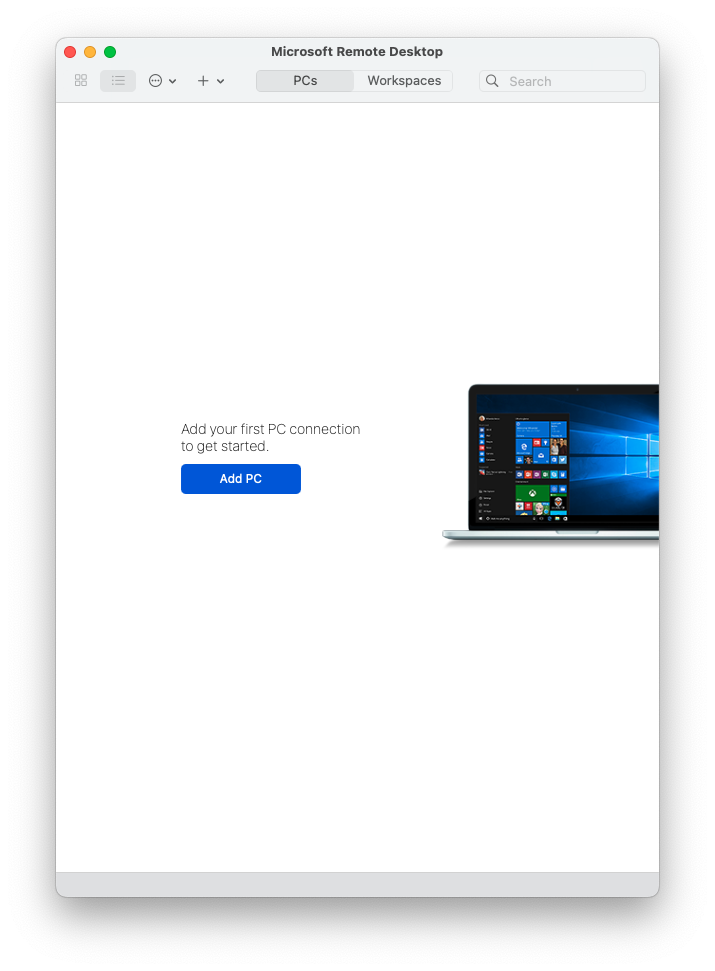 Microsoft Remote Desktop
PCs
Workspaces
Search
Add your first PC connection
to get started.
Add PC